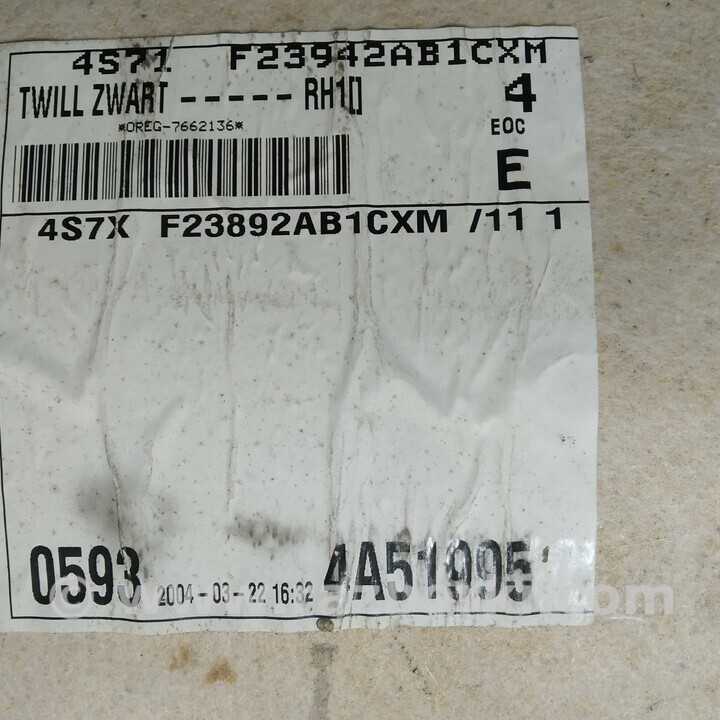 4S71 F23942AB1CXM
TWILL ZWART ----- RH1[] 4
*OREG-7662136* EOC
E
4S7X F23892AB1CXM /11 1
0593 2004-03-22 16:32 4A51995